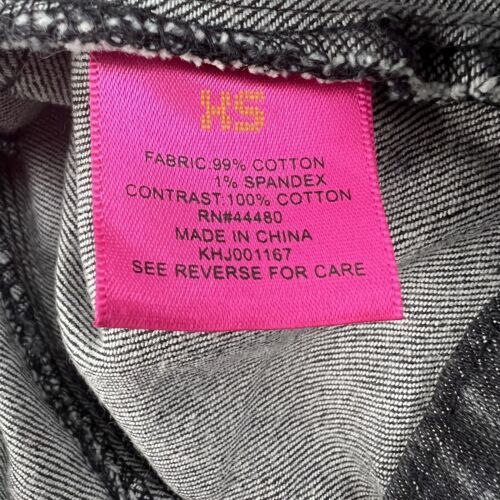 XS
FABRIC:99% COTTON
1% SPANDEX
CONTRAST:100% COTTON
RN#44480
MADE IN CHINA
KHJ001167
SEE REVERSE FOR CARE